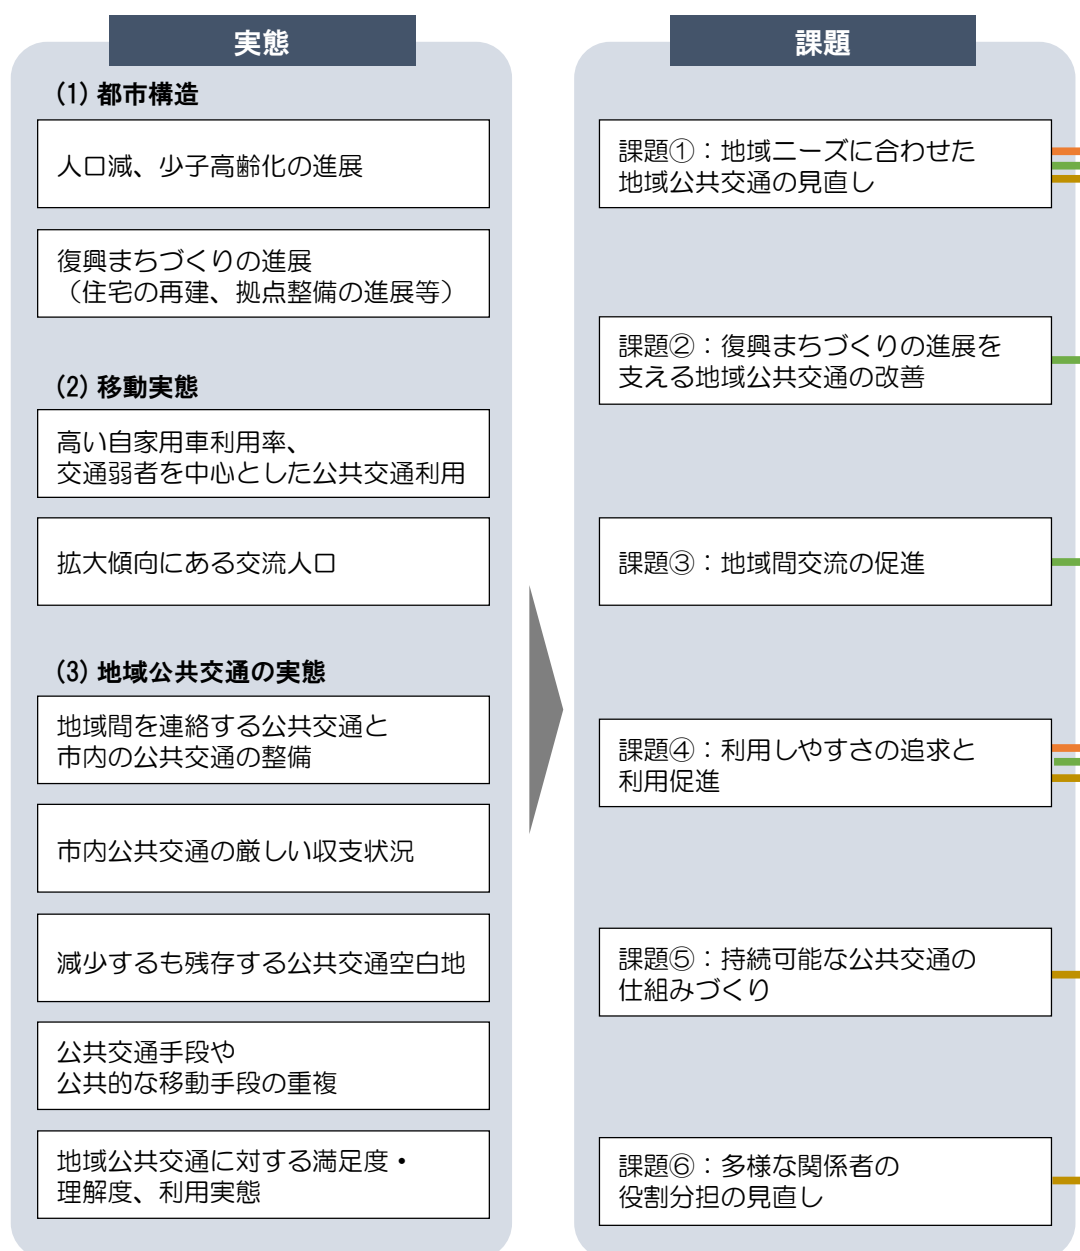 実態
(1) 都市構造
人口減、少子高齢化の進展
復興まちづくりの進展
（住宅の再建、拠点整備の進展等）
(2) 移動実態
高い自家用車利用率、
交通弱者を中心とした公共交通利用
拡大傾向にある交流人口
(3) 地域公共交通の実態
地域間を連絡する公共交通と
市内の公共交通の整備
市内公共交通の厳しい収支状況
減少するも残存する公共交通空白地
公共交通手段や
公共的な移動手段の重複
地域公共交通に対する満足度・
理解度、利用実態
課題
課題①：地域ニーズに合わせた
地域公共交通の見直し
課題②：復興まちづくりの進展を
支える地域公共交通の改善
課題③：地域間交流の促進
課題④：利用しやすさの追求と
利用促進
課題⑤：持続可能な公共交通の
仕組みづくり
課題⑥：多様な関係者の
役割分担の見直し